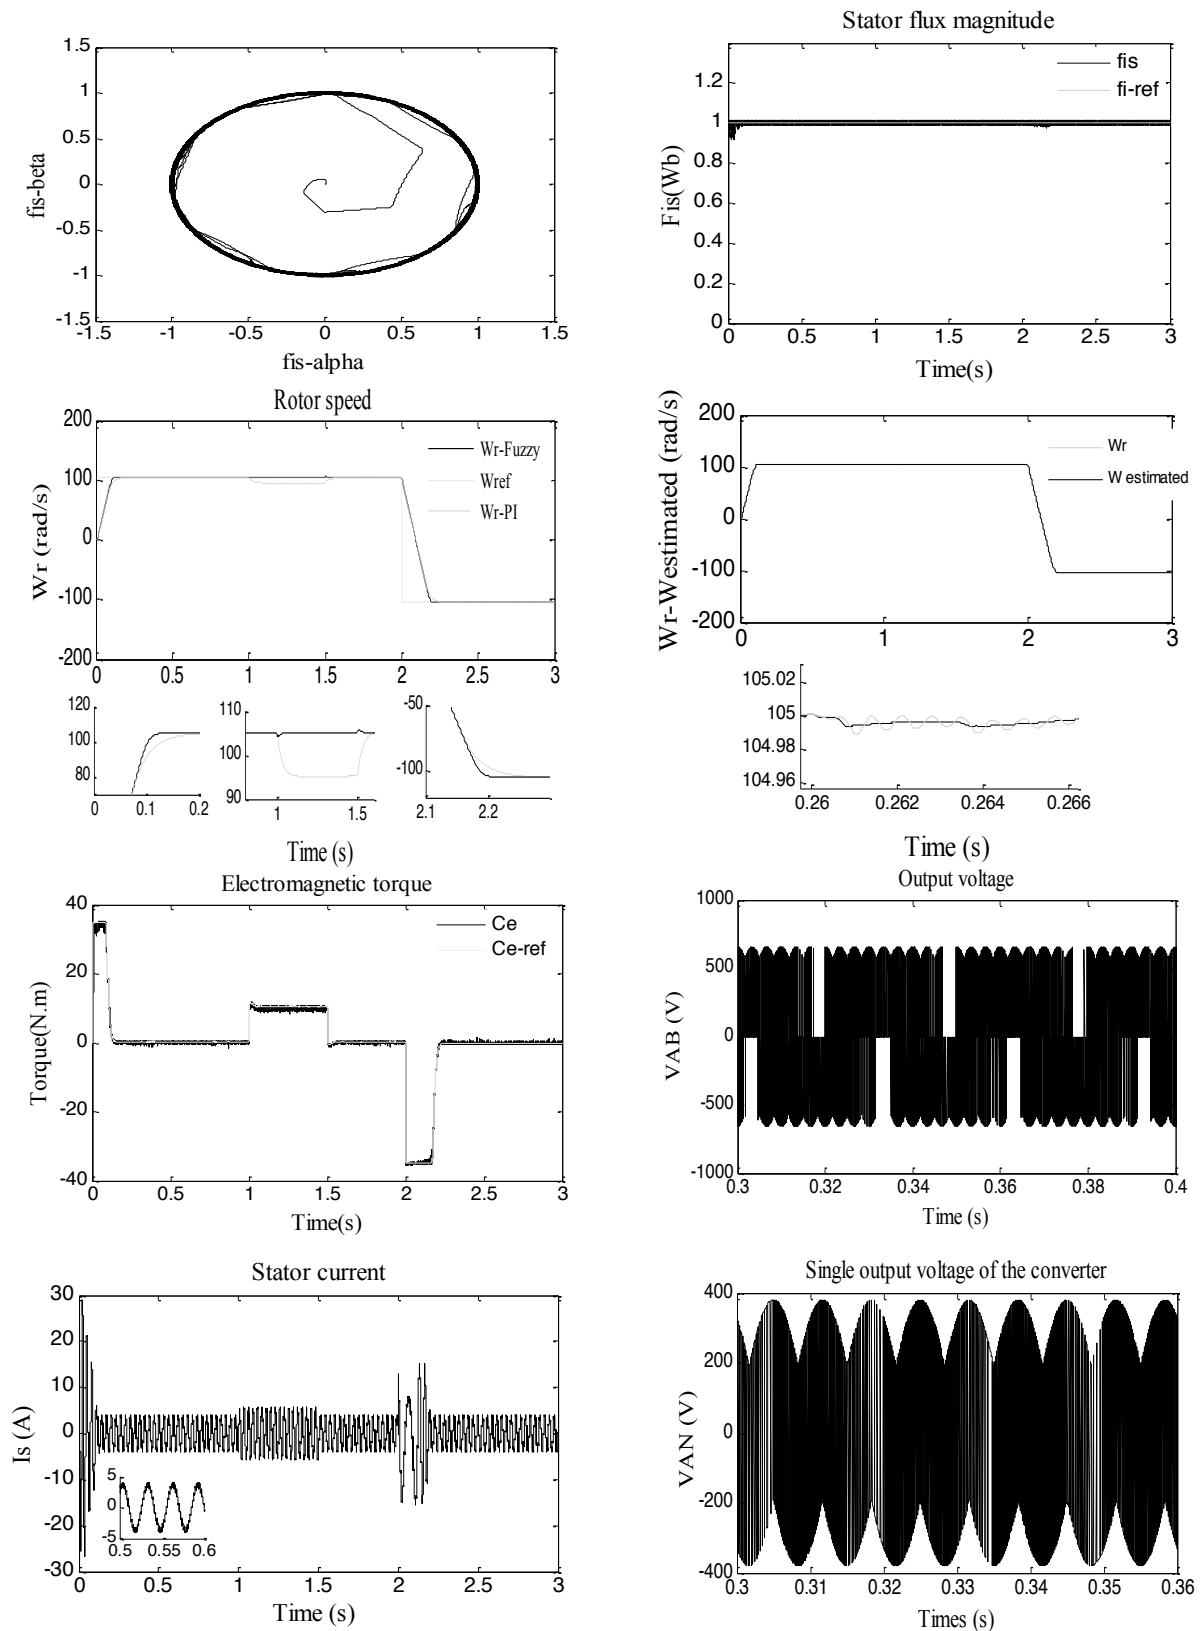 1.5
1
0.5
0
-0.5
-1
-1.5
fis-beta
-1.5 -1 -0.5 0 0.5 1 1.5
fis-alpha
Stator flux magnitude
fis
fi-ref
1.2
1
0.8
0.6
0.4
0.2
0
Fis(Wb)
0 0.5 1 1.5 2 2.5 3
Time(s)
Rotor speed
200
100
0
-100
-200
Wr (rad/s)
Wr-Fuzzy
Wref
Wr-PI
0 0.5 1 1.5 2 2.5 3
120
100
80
0 0.1 0.2
110
105
100
95
90
1 1.5
-50
-100
2.1 2.2
Time (s)
200
100
0
-100
-200
Wr-Westimated (rad/s)
Wr
W estimated
0 1 2 3
105.02
105
104.98
104.96
0.26 0.262 0.264 0.266
Time (s)
Electromagnetic torque
40
20
0
-20
-40
Torque(N.m)
Ce
Ce-ref
0 0.5 1 1.5 2 2.5 3
Time(s)
Output voltage
1000
500
0
-500
-1000
VAB (V)
0.3 0.32 0.34 0.36 0.38 0.4
Time (s)
Stator current
30
20
10
0
-10
-20
-30
Is (A)
5
0
-5
0.5 0.55 0.6
0 0.5 1 1.5 2 2.5 3
Time (s)
Single output voltage of the converter
400
200
0
-200
-400
VAN (V)
0.3 0.31 0.32 0.33 0.34 0.35 0.36
Times (s)